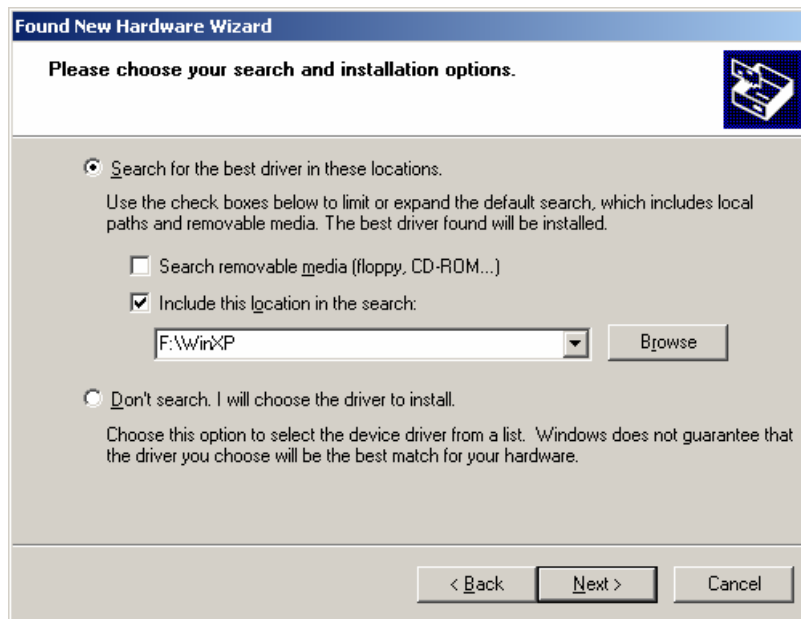 Found New Hardware Wizard
Please choose your search and installation options.
Search for the best driver in these locations.
Use the check boxes below to limit or expand the default search, which includes local
paths and removable media. The best driver found will be installed.
Search removable media (floppy, CD-ROM...)
Include this location in the search:
F:\WinXP
Browse
Don't search. I will choose the driver to install.
Choose this option to select the device driver from a list.  Windows does not guarantee that
the driver you choose will be the best match for your hardware.
< Back Next > Cancel